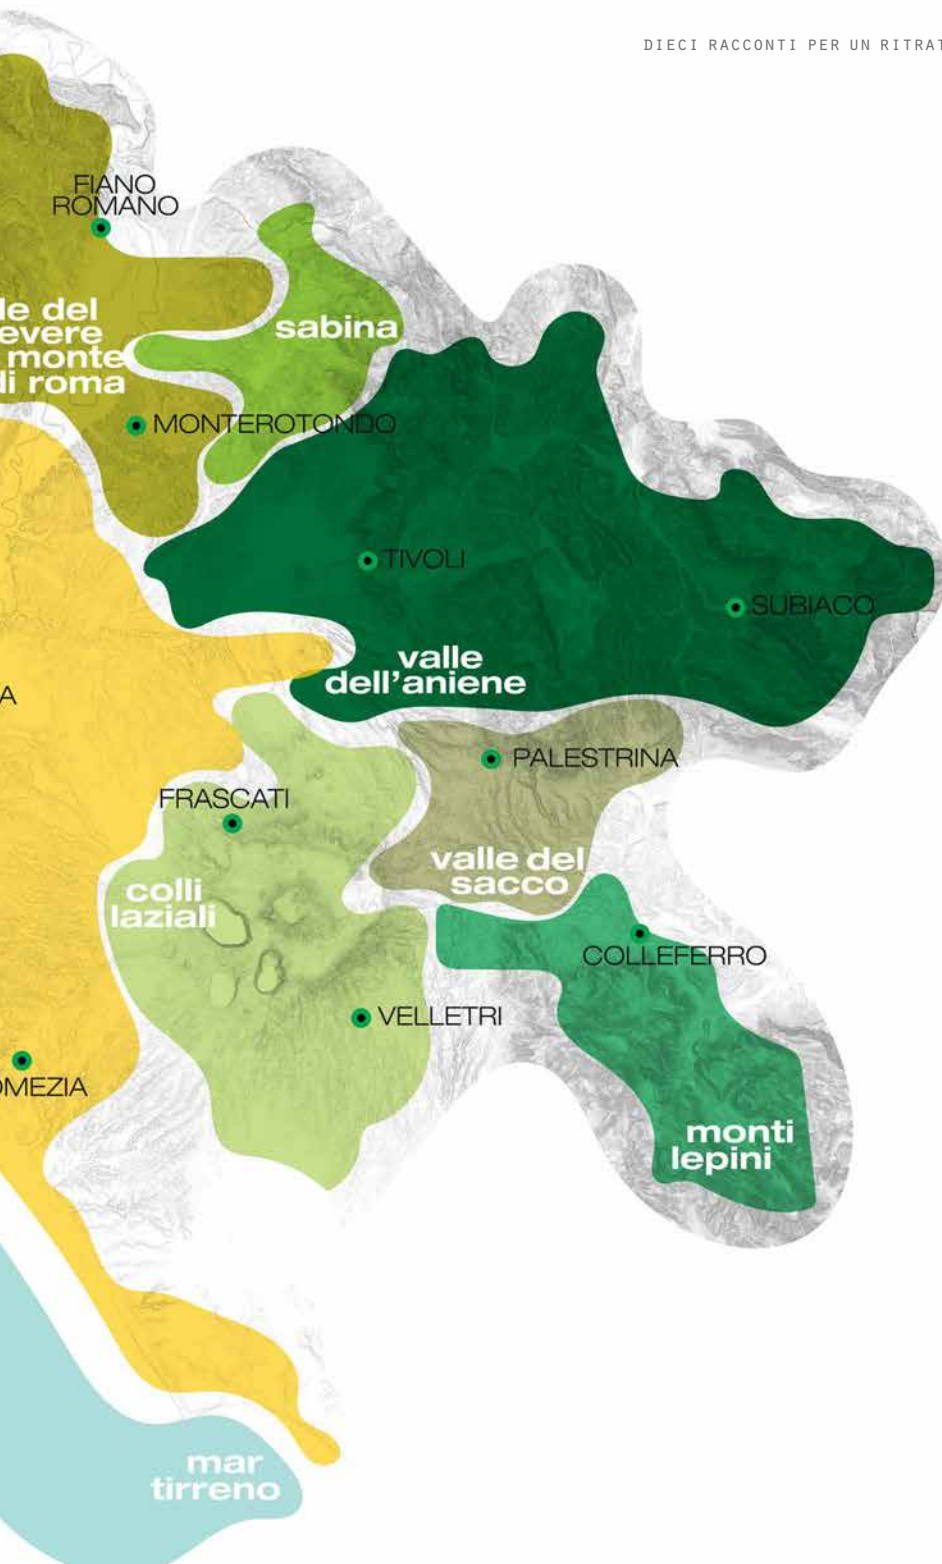 DIECI RACCONTI PER UN RITRAT
FIANO
ROMANO
le del
evere
monte
di roma
sabina
MONTEROTONDO
TIVOLI
SUBIACO
valle
dell'aniene
A
PALESTRINA
FRASCATI
valle del
sacco
colli
laziali
COLLEFERRO
VELLETRI
OMEZIA
monti
lepini
mar
tirreno